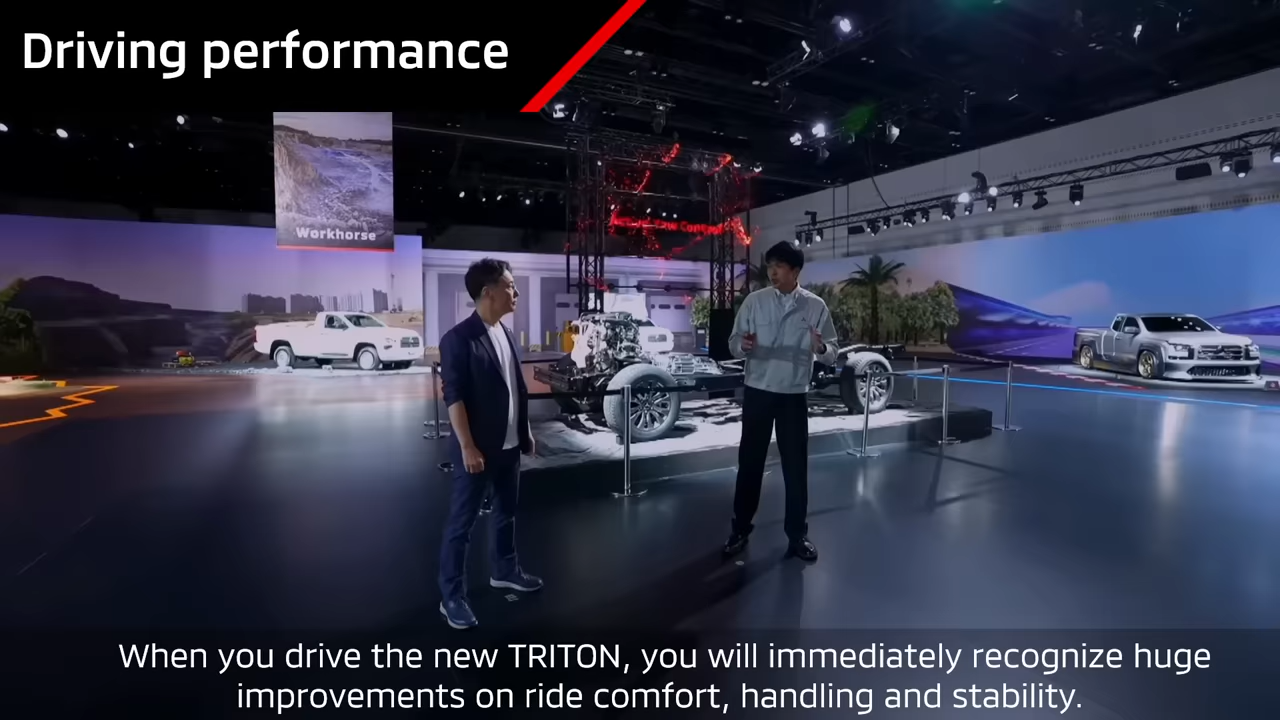 Driving performance
Workhorse
When you drive the new TRITON, you will immediately recognize huge
improvements on ride comfort, handling and stability.